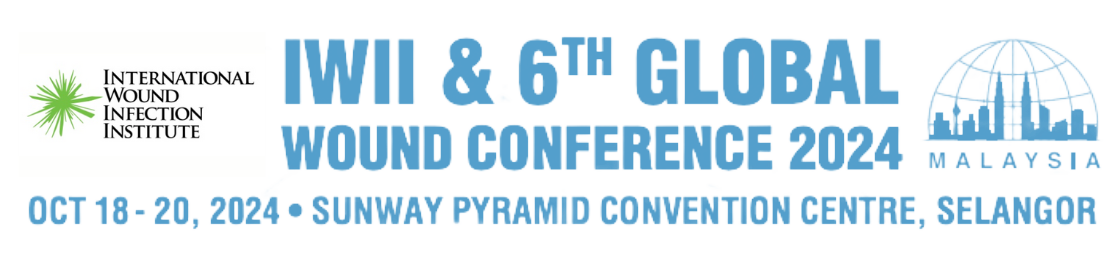 INTERNATIONAL
WOUND
INFECTION
INSTITUTE
IWII & 6TH GLOBAL
WOUND CONFERENCE 2024
MALAYSIA
OCT 18 - 20, 2024 • SUNWAY PYRAMID CONVENTION CENTRE, SELANGOR